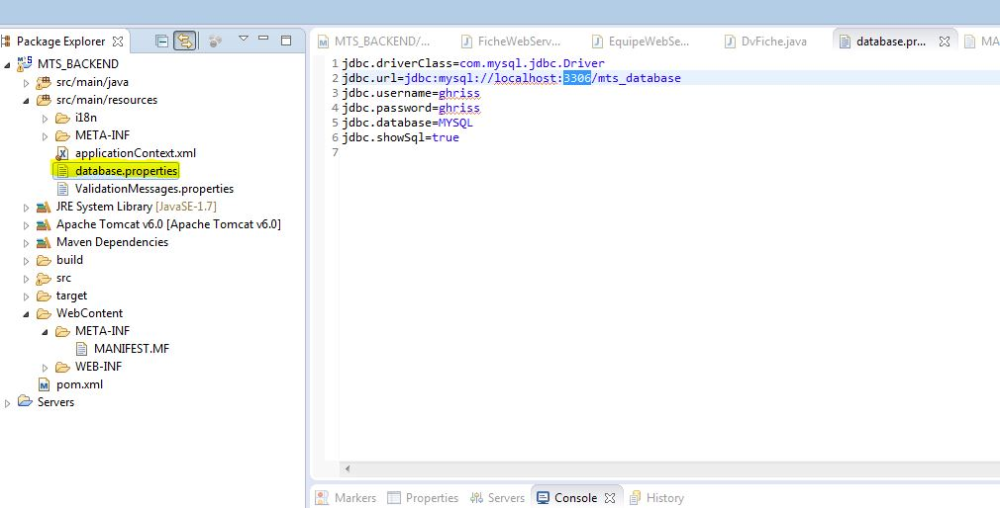 Package Explorer
MTS_BACKEND/...
FicheWebServ...
EquipeWebSe...
DvFiche.java
database.pr...
MA
MTS_BACKEND
src/main/java
src/main/resources
i18n
META-INF
applicationContext.xml
database.properties
ValidationMessages.properties
JRE System Library [JavaSE-1.7]
Apache Tomcat v6.0 [Apache Tomcat v6.0]
Maven Dependencies
build
src
target
WebContent
META-INF
MANIFEST.MF
WEB-INF
pom.xml
Servers
1 jdbc.driverClass=com.mysql.jdbc.Driver
2 jdbc.url=jdbc:mysql://localhost:3306/mts_database
3 jdbc.username=ghriss
4 jdbc.password=ghriss
5 jdbc.database=MYSQL
6 jdbc.showSql=true
7
Markers
Properties
Servers
Console
History